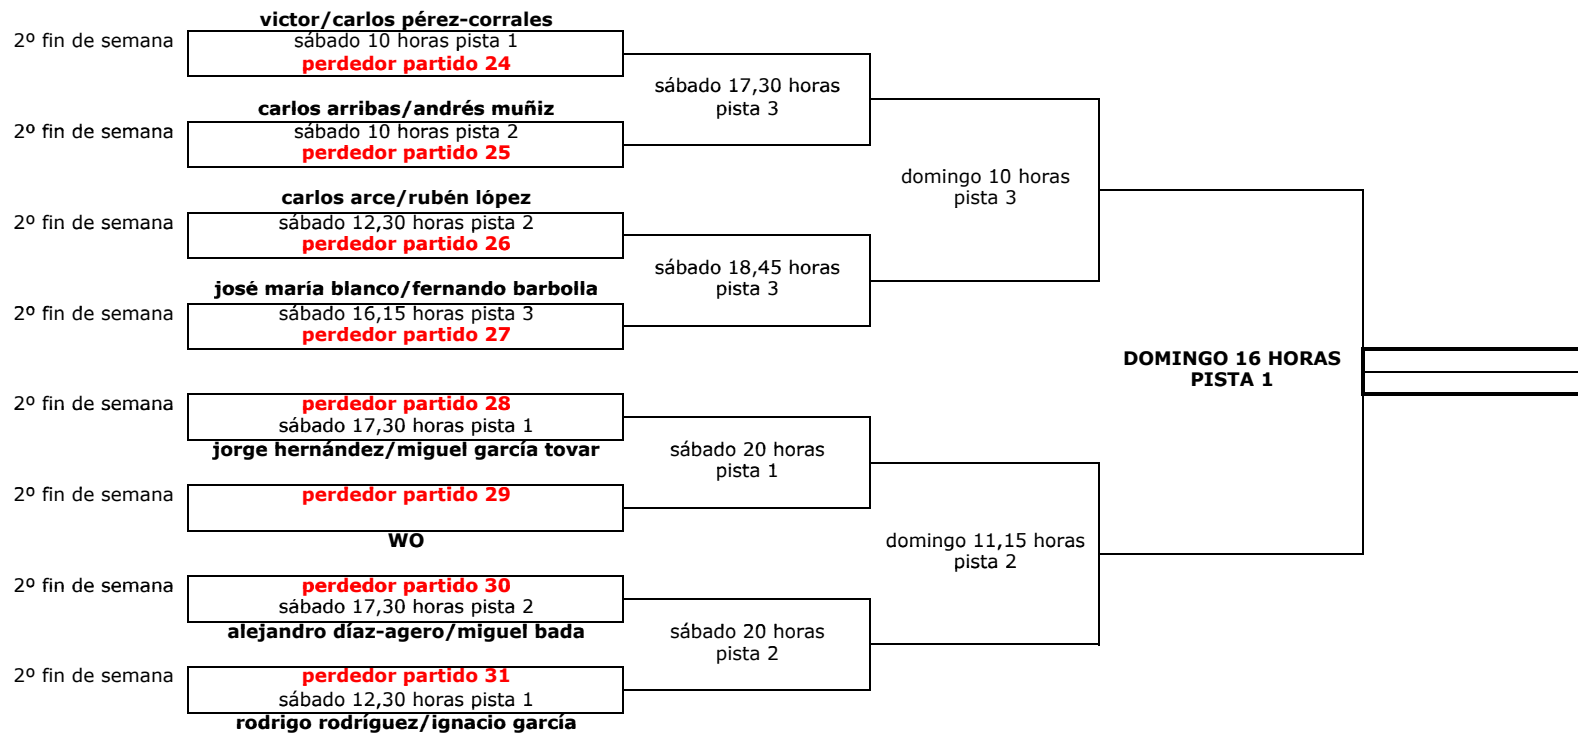 victor/carlos pérez-corrales
2º fin de semana
sábado 10 horas pista 1
perdedor partido 24
sábado 17,30 horas
pista 3
carlos arribas/andrés muñiz
2º fin de semana
sábado 10 horas pista 2
perdedor partido 25
domingo 10 horas
pista 3
carlos arce/rubén lópez
2º fin de semana
sábado 12,30 horas pista 2
perdedor partido 26
sábado 18,45 horas
pista 3
josé maría blanco/fernando barbolla
2º fin de semana
sábado 16,15 horas pista 3
perdedor partido 27
DOMINGO 16 HORAS
PISTA 1
2º fin de semana
perdedor partido 28
sábado 17,30 horas pista 1
jorge hernández/miguel garcía tovar
sábado 20 horas
pista 1
2º fin de semana
perdedor partido 29
WO
domingo 11,15 horas
pista 2
2º fin de semana
perdedor partido 30
sábado 17,30 horas pista 2
alejandro díaz-agero/miguel bada
sábado 20 horas
pista 2
2º fin de semana
perdedor partido 31
sábado 12,30 horas pista 1
rodrigo rodríguez/ignacio garcía